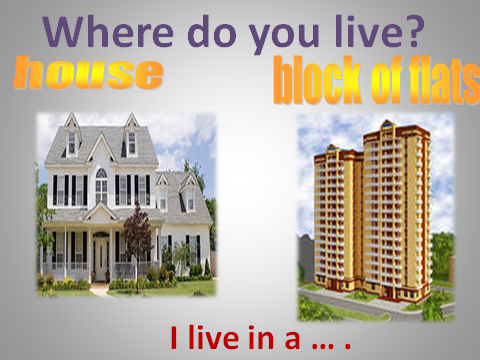 Where do you live?
house
block of flats
I live in a ... .